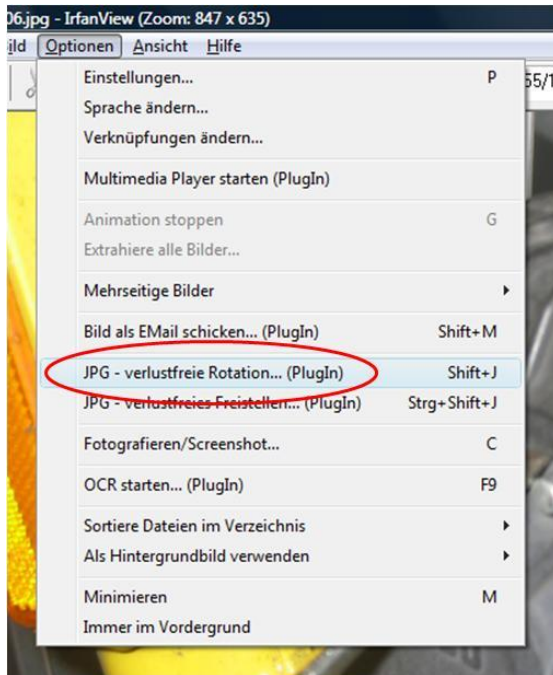 06.jpg - IrfanView (Zoom: 847 x 635)
ild Optionen Ansicht Hilfe
55/1
Einstellungen... P
Sprache ändern...
Verknüpfungen ändern...
Multimedia Player starten (PlugIn)
Animation stoppen G
Extrahiere alle Bilder...
Mehrseitige Bilder
Bild als EMail schicken... (PlugIn) Shift+M
JPG - verlustfreie Rotation... (PlugIn) Shift+J
JPG - verlustfreies Freistellen... (PlugIn) Strg+Shift+J
Fotografieren/Screenshot... C
OCR starten... (PlugIn) F9
Sortiere Dateien im Verzeichnis
Als Hintergrundbild verwenden
Minimieren M
Immer im Vordergrund